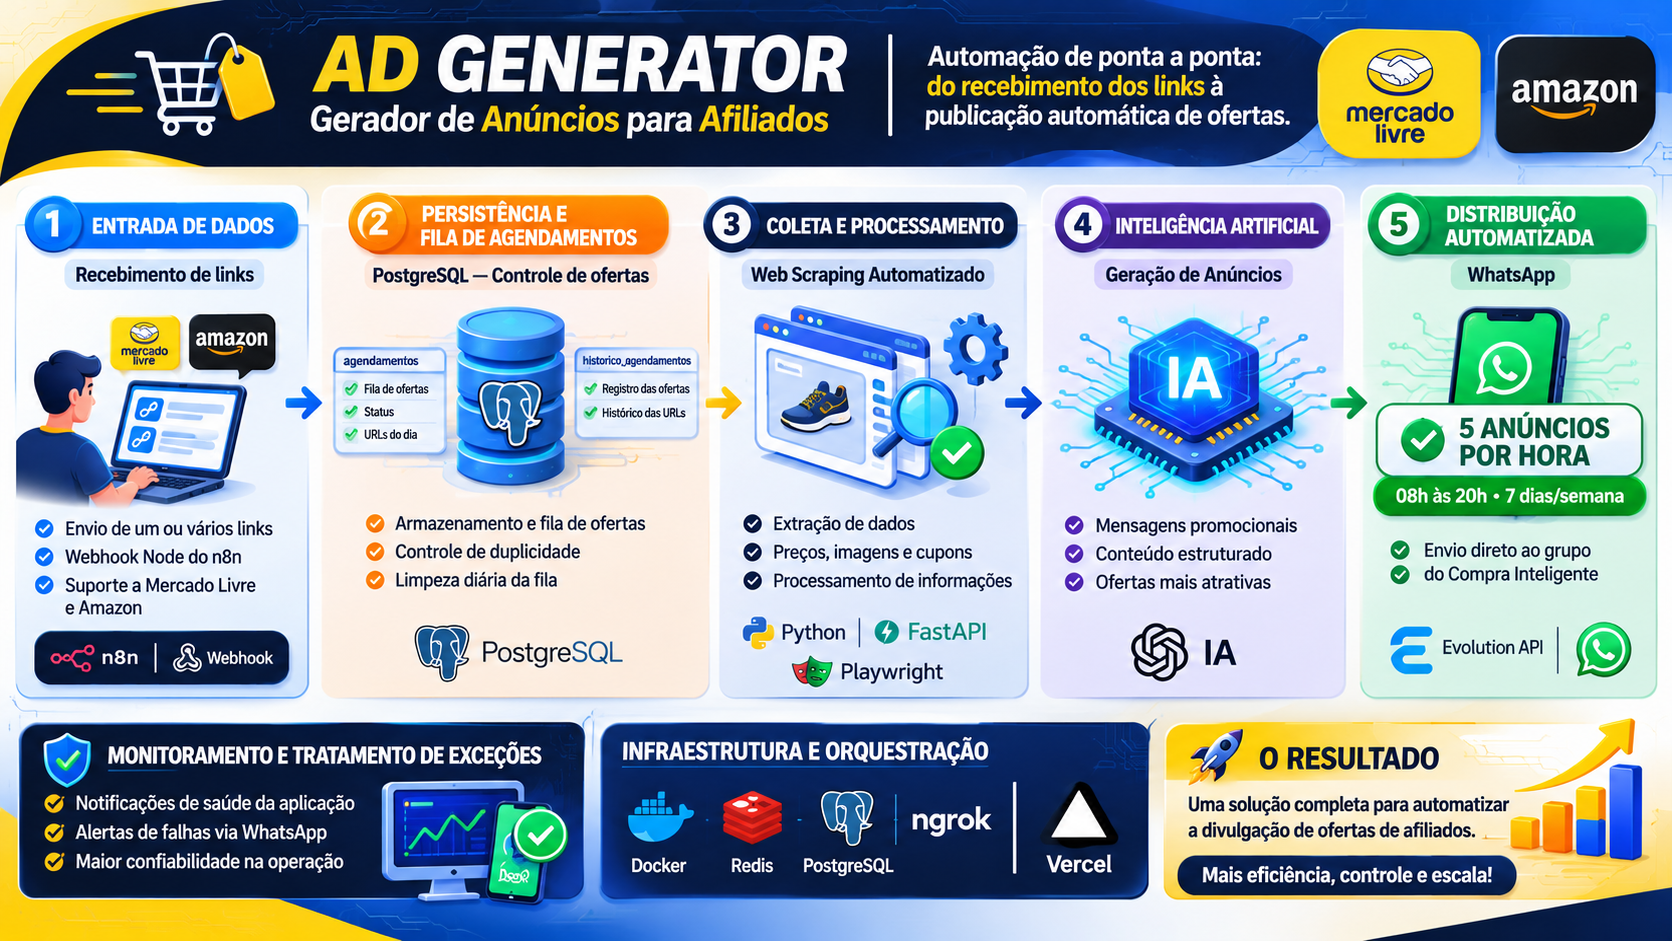 AD GENERATOR
Gerador de Anúncios para Afiliados
Automação de ponta a ponta:
do recebimento dos links à
publicação automática de ofertas.
mercado
livre
amazon
1
ENTRADA DE DADOS
Recebimento de links
mercado
livre
amazon
Envio de um ou vários links
Webhook Node do n8n
Suporte a Mercado Livre
e Amazon
n8n
Webhook
2
PERSISTÊNCIA E
FILA DE AGENDAMENTOS
PostgreSQL — Controle de ofertas
agendamentos
Fila de ofertas
Status
URLs do dia
historico_agendamentos
Registro das ofertas
Histórico das URLs
Armazenamento e fila de ofertas
Controle de duplicidade
Limpeza diária da fila
PostgreSQL
3
COLETA E PROCESSAMENTO
Web Scraping Automatizado
Extração de dados
Preços, imagens e cupons
Processamento de informações
Python
FastAPI
Playwright
4
INTELIGÊNCIA ARTIFICIAL
Geração de Anúncios
IA
Mensagens promocionais
Conteúdo estruturado
Ofertas mais atrativas
IA
5
DISTRIBUIÇÃO
AUTOMATIZADA
WhatsApp
5 ANÚNCIOS
POR HORA
08h às 20h • 7 dias/semana
Envio direto ao grupo
do Compra Inteligente
Evolution API
MONITORAMENTO E TRATAMENTO DE EXCEÇÕES
Notificações de saúde da aplicação
Alertas de falhas via WhatsApp
Maior confiabilidade na operação
INFRAESTRUTURA E ORQUESTRAÇÃO
Docker
Redis
PostgreSQL
ngrok
Vercel
O RESULTADO
Uma solução completa para automatizar
a divulgação de ofertas de afiliados.
Mais eficiência, controle e escala!